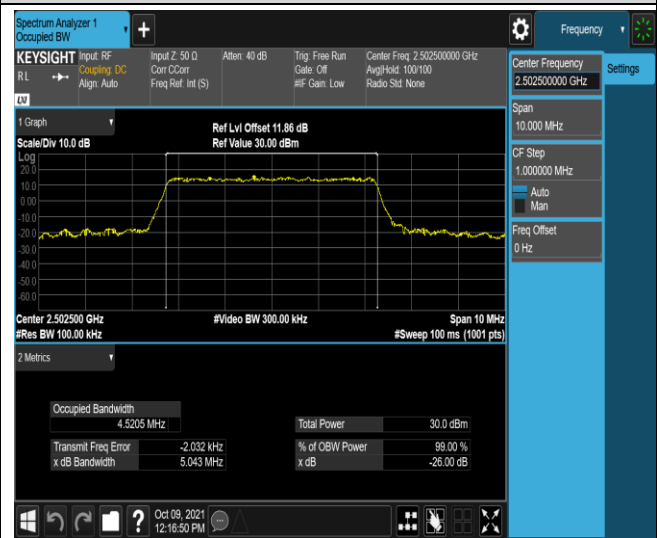 Spectrum Analyzer 1
Occupied BW
+
Frequency
KEYSIGHT
R L
LXI
Input: RF
Coupling: DC
Align: Auto
Input Z: 50 Ω
Corr CCorr
Freq Ref: Int (S)
Atten: 40 dB
Trig: Free Run
Gate: Off
#IF Gain: Low
Center Freq: 2.502500000 GHz
Avg|Hold: 100/100
Radio Std: None
Center Frequency
2.502500000 GHz
Settings
Span
10.000 MHz
CF Step
1.000000 MHz
Auto
Man
Freq Offset
0 Hz
1 Graph
Scale/Div 10.0 dB
Ref Lvl Offset 11.86 dB
Ref Value 30.00 dBm
Log
20.0
10.0
0.00
-10.0
-20.0
-30.0
-40.0
-50.0
-60.0
Center 2.502500 GHz
#Video BW 300.00 kHz
Span 10 MHz
#Res BW 100.00 kHz
#Sweep 100 ms (1001 pts)
2 Metrics
Occupied Bandwidth
4.5205 MHz
Total Power 30.0 dBm
Transmit Freq Error -2.032 kHz
% of OBW Power 99.00 %
x dB Bandwidth 5.043 MHz
x dB -26.00 dB
?
Oct 09, 2021
12:16:50 PM